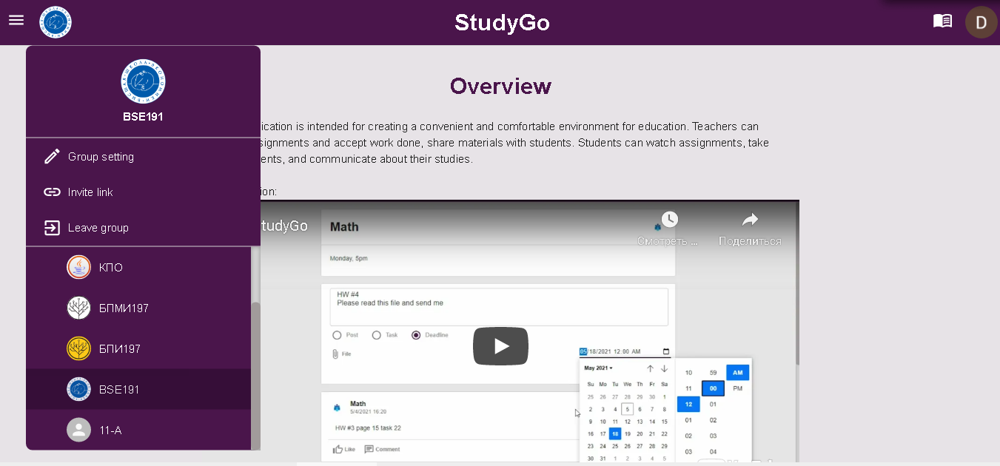 StudyGo
D
BSE191
Group setting
Invite link
Leave group
КПО
БПМИ197
БПИ197
BSE191
11-A
Overview
ication is intended for creating a convenient and comfortable environment for education. Teachers can
signments and accept work done, share materials with students. Students can watch assignments, take
ents, and communicate about their studies.
ion:
tudyGo
Смотреть ...
Поделиться
Math
Monday, 5pm
HW #4
Please read this file and send me
Post Task Deadline
File
05/18/2021 12:00 AM
May 2021
Su Mo Tu We Th Fr Sa
25 26 27 28 29 30 1
2 3 4 5 6 7 8
9 10 11 12 13 14 15
16 17 18 19 20 21 22
23 24 25 26 27 28 29
30 31 1 2 3 4 5
10 59 AM
11 00 PM
12 01
01 02
02 03
03 04
Math
5/4/2021 16:20
HW #3 page 15 task 22
Like Comment